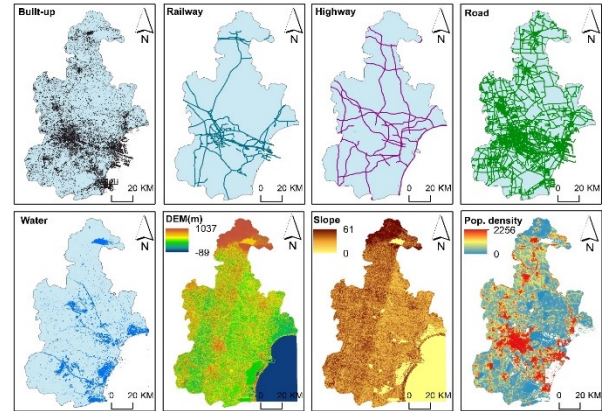 Built-up
N
0 20 KM
Railway
N
0 20 KM
Highway
N
0 20 KM
Road
N
0 20 KM
Water
N
0 20 KM
DEM(m)
1037
-89
N
0 20 KM
Slope
61
0
N
0 20 KM
Pop. density
2256
0
N
0 20 KM